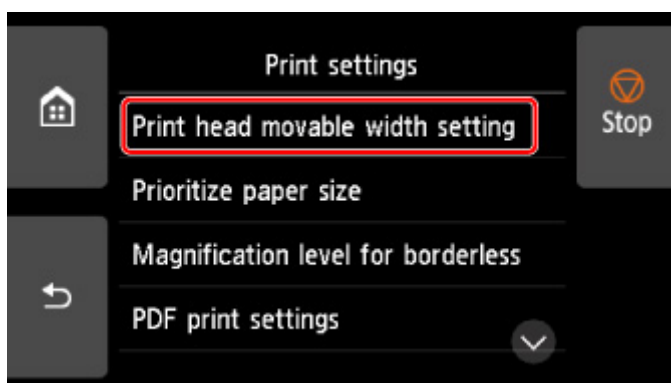 Print settings
Print head movable width setting
Stop
Prioritize paper size
Magnification level for borderless
PDF print settings